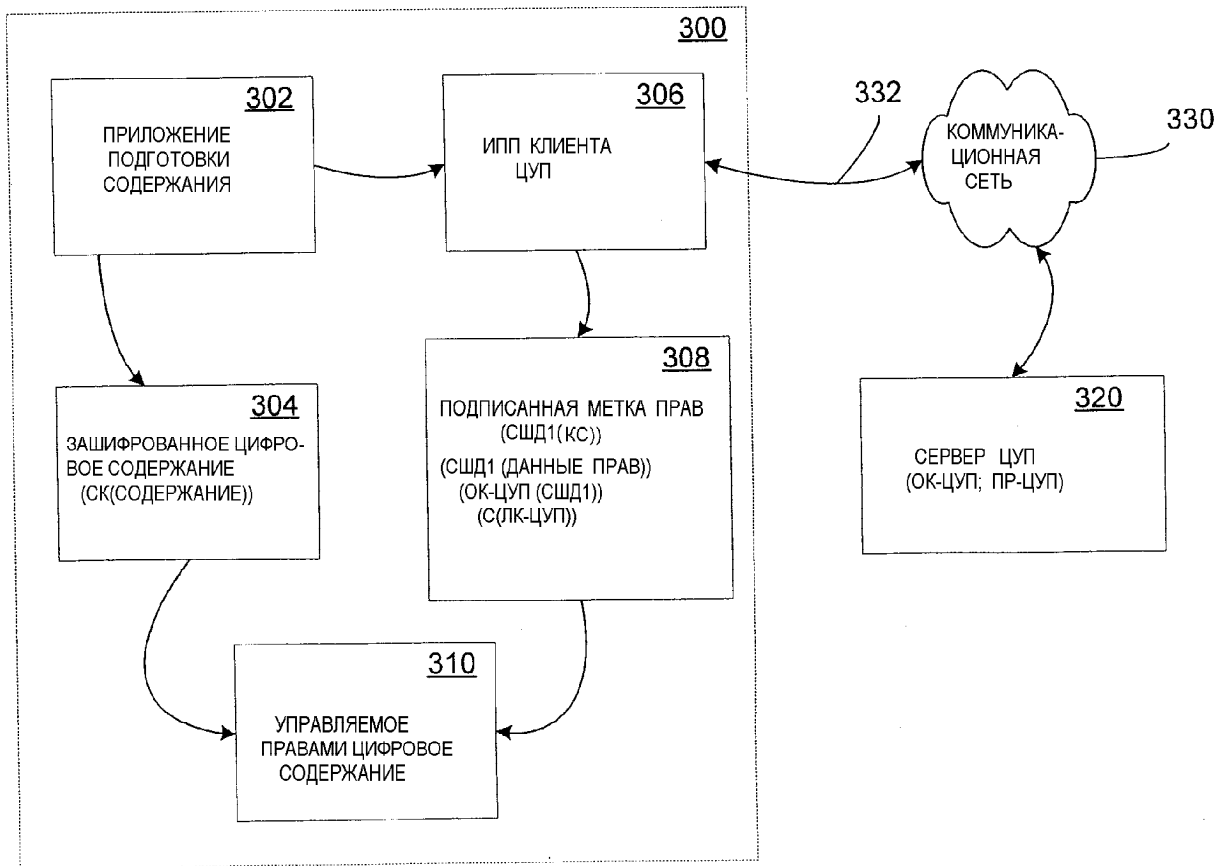 300
302
ПРИЛОЖЕНИЕ
ПОДГОТОВКИ
СОДЕРЖАНИЯ
306
ИПП КЛИЕНТА
ЦУП
332
КОММУНИКА-
ЦИОННАЯ
СЕТЬ
330
304
ЗАШИФРОВАННОЕ ЦИФРО-
ВОЕ СОДЕРЖАНИЕ
(СК(СОДЕРЖАНИЕ))
308
ПОДПИСАННАЯ МЕТКА ПРАВ
(СШД1(КС))
(СШД1 (ДАННЫЕ ПРАВ))
(ОК-ЦУП (СШД1))
(С(ЛК-ЦУП))
320
СЕРВЕР ЦУП
(ОК-ЦУП; ПР-ЦУП)
310
УПРАВЛЯЕМОЕ
ПРАВАМИ ЦИФРОВОЕ
СОДЕРЖАНИЕ